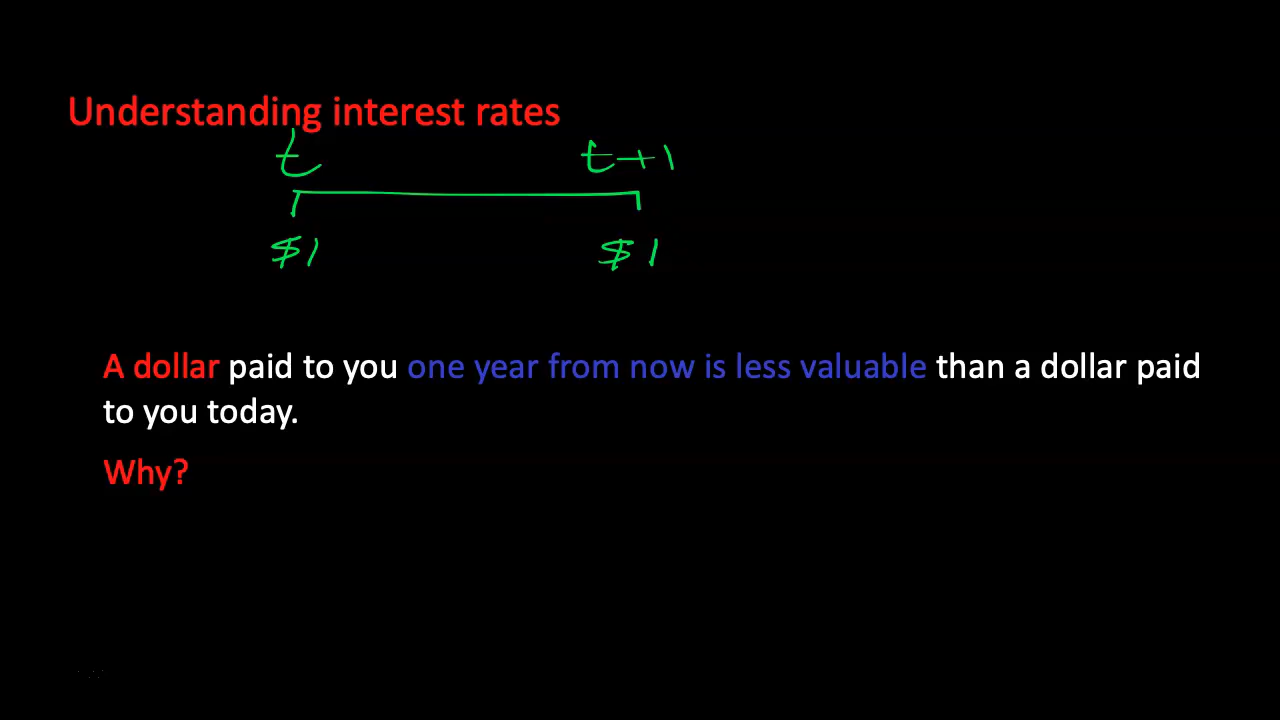 Understanding interest rates
t t+1
$1 $1
A dollar paid to you one year from now is less valuable than a dollar paid
to you today.
Why?